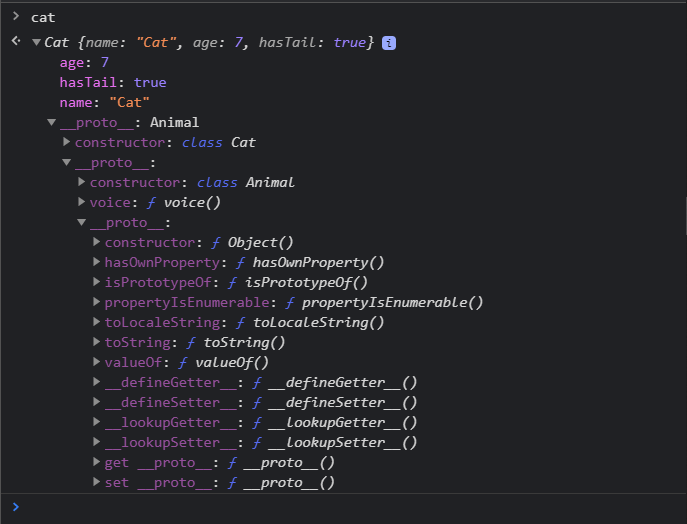 cat
Cat {name: "Cat", age: 7, hasTail: true} i
age: 7
hasTail: true
name: "Cat"
__proto__: Animal
constructor: class Cat
__proto__:
constructor: class Animal
voice: ƒ voice()
__proto__:
constructor: ƒ Object()
hasOwnProperty: ƒ hasOwnProperty()
isPrototypeOf: ƒ isPrototypeOf()
propertyIsEnumerable: ƒ propertyIsEnumerable()
toLocaleString: ƒ toLocaleString()
toString: ƒ toString()
valueOf: ƒ valueOf()
__defineGetter__: ƒ __defineGetter__()
__defineSetter__: ƒ __defineSetter__()
__lookupGetter__: ƒ __lookupGetter__()
__lookupSetter__: ƒ __lookupSetter__()
get __proto__: ƒ __proto__()
set __proto__: ƒ __proto__()